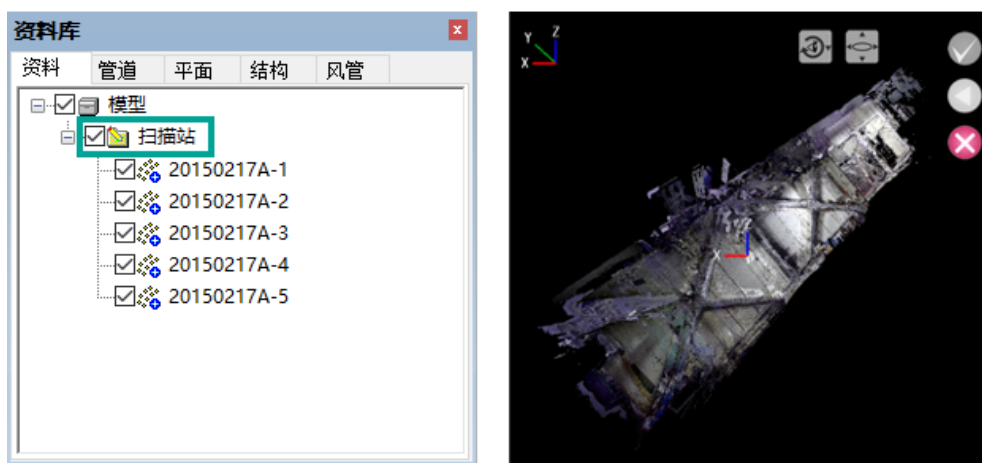 资料库
资料 管道 平面 结构 风管
模型
扫描站
20150217A-1
20150217A-2
20150217A-3
20150217A-4
20150217A-5
Y Z
X
X